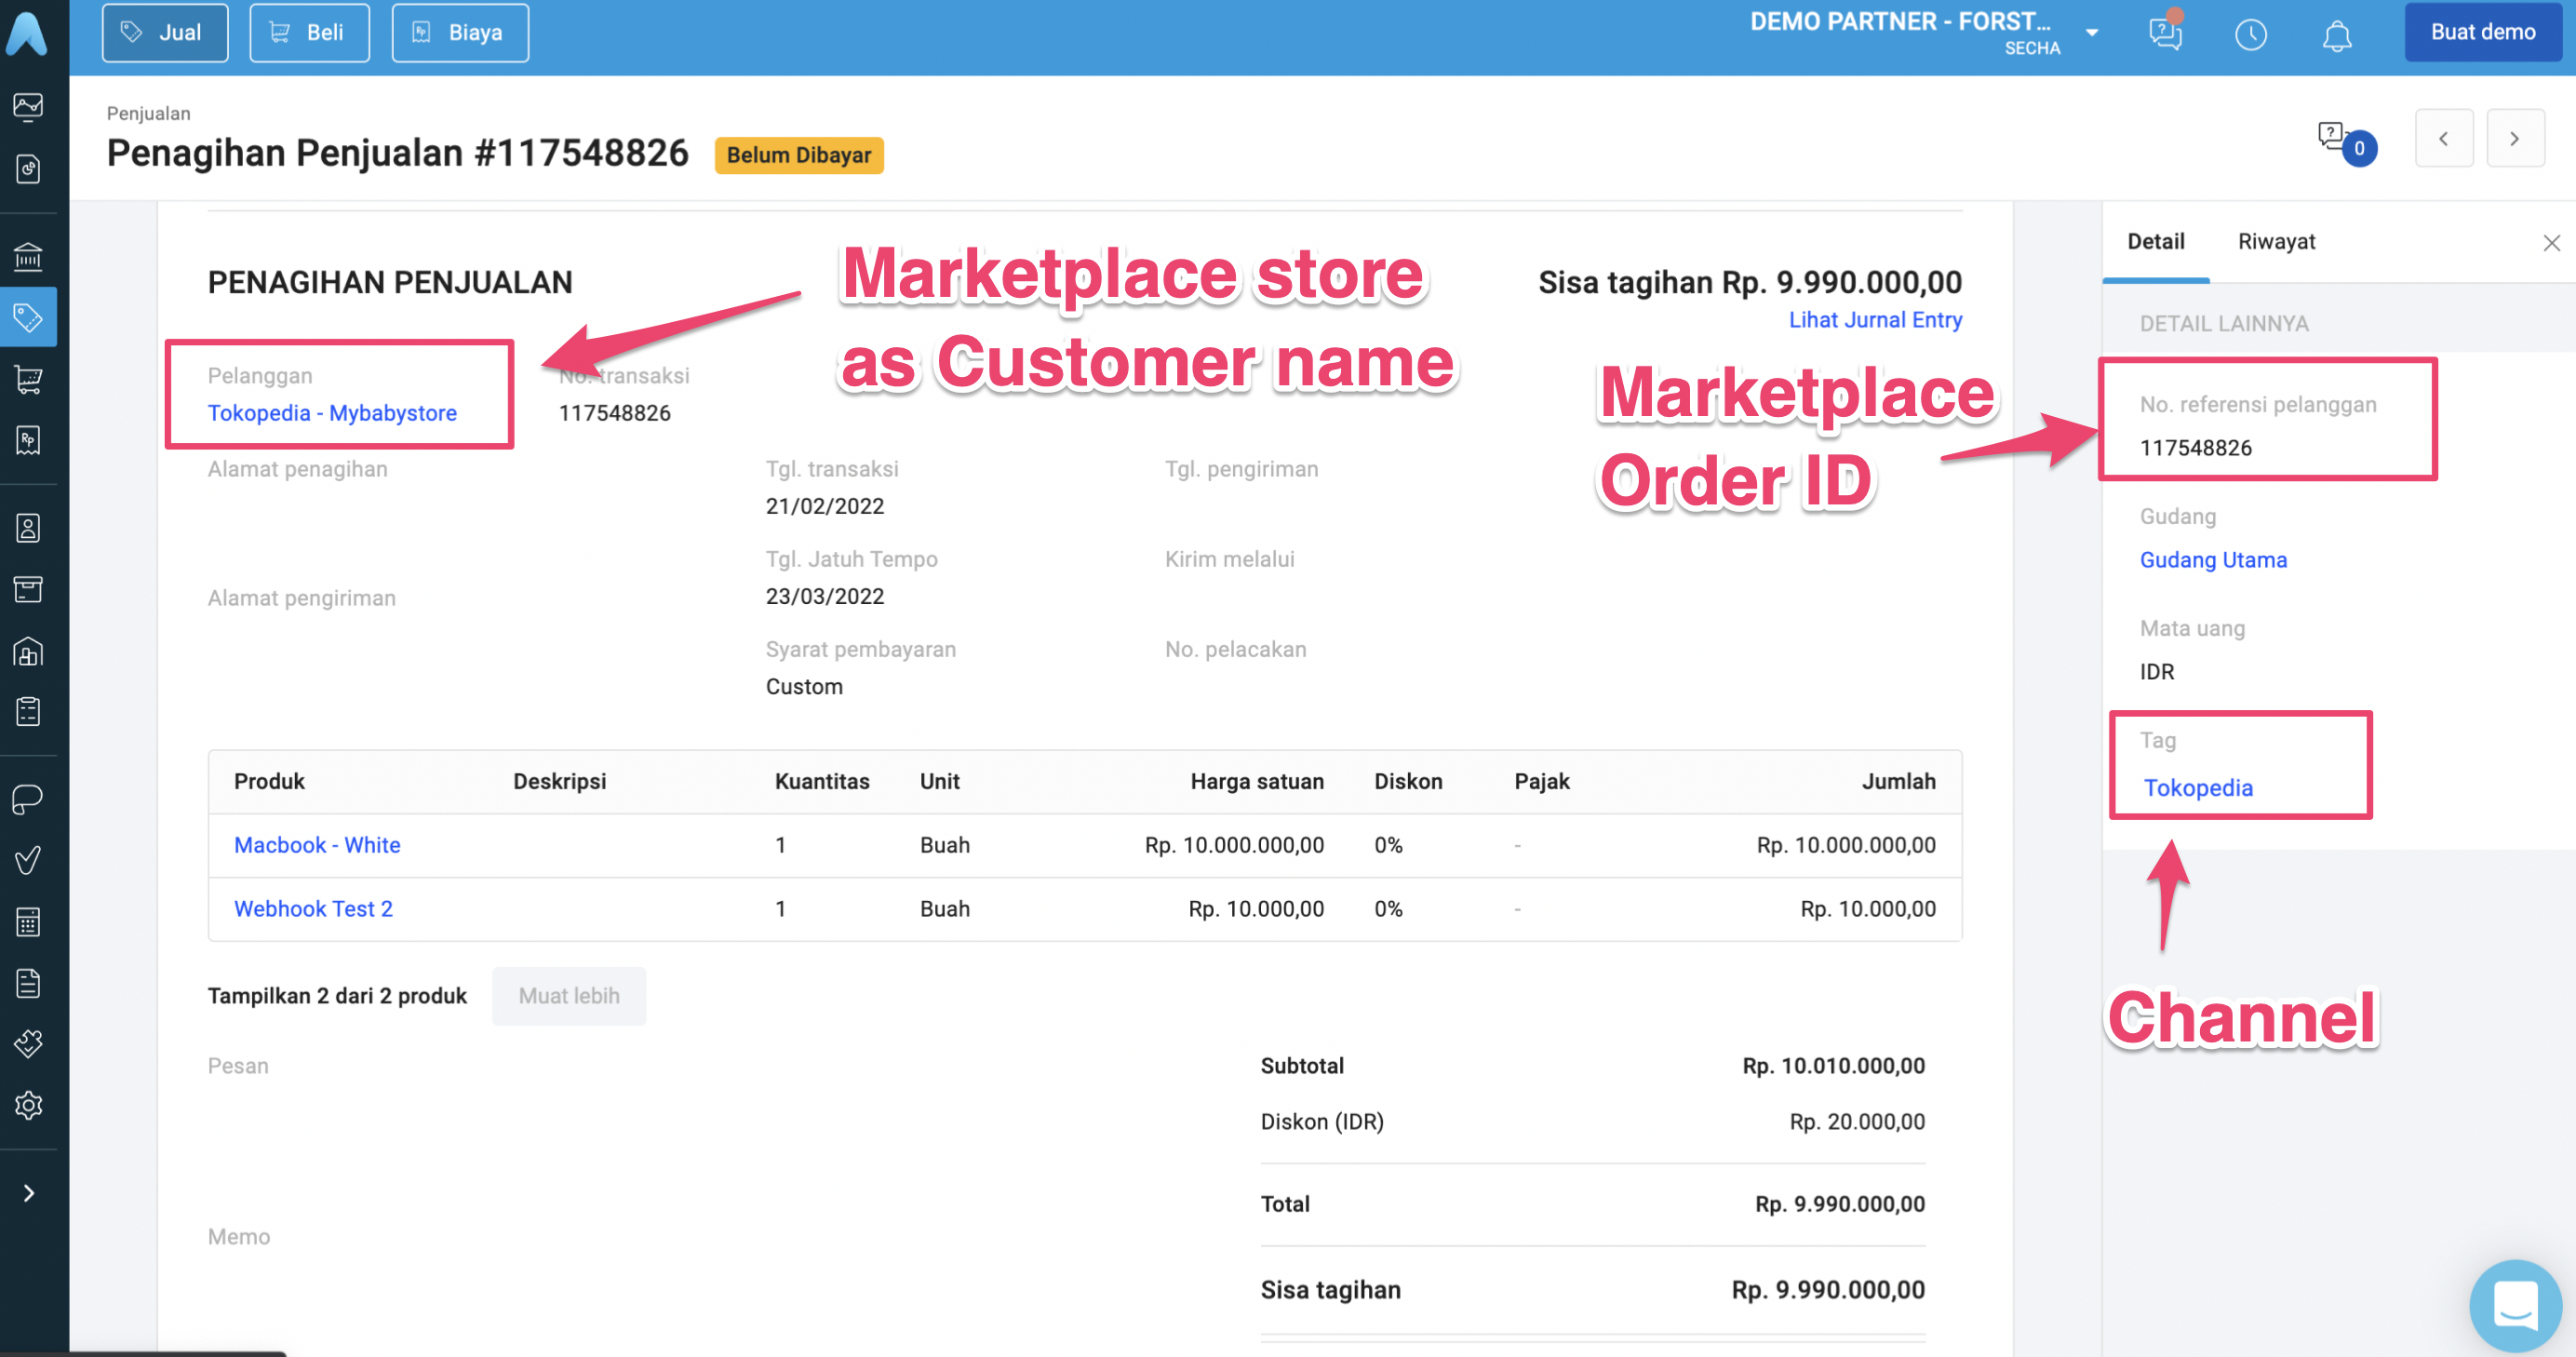 Jual
Beli
Biaya
DEMO PARTNER - FORST...
SECHA
Buat demo
Penjualan
Penagihan Penjualan #117548826
Belum Dibayar
0
PENAGIHAN PENJUALAN
Marketplace store
as Customer name
Sisa tagihan Rp. 9.990.000,00
Lihat Jurnal Entry
Pelanggan
Tokopedia - Mybabystore
No. transaksi
117548826
Marketplace
Order ID
Alamat penagihan
Tgl. transaksi
21/02/2022
Tgl. pengiriman
Tgl. Jatuh Tempo
23/03/2022
Kirim melalui
Alamat pengiriman
Syarat pembayaran
Custom
No. pelacakan
Produk Deskripsi Kuantitas Unit Harga satuan Diskon Pajak Jumlah
Macbook - White 1 Buah Rp. 10.000.000,00 0% - Rp. 10.000.000,00
Webhook Test 2 1 Buah Rp. 10.000,00 0% - Rp. 10.000,00
Tampilkan 2 dari 2 produk
Muat lebih
Pesan
Subtotal Rp. 10.010.000,00
Diskon (IDR) Rp. 20.000,00
Total Rp. 9.990.000,00
Memo
Sisa tagihan Rp. 9.990.000,00
Detail
Riwayat
DETAIL LAINNYA
No. referensi pelanggan
117548826
Gudang
Gudang Utama
Mata uang
IDR
Tag
Tokopedia
Channel